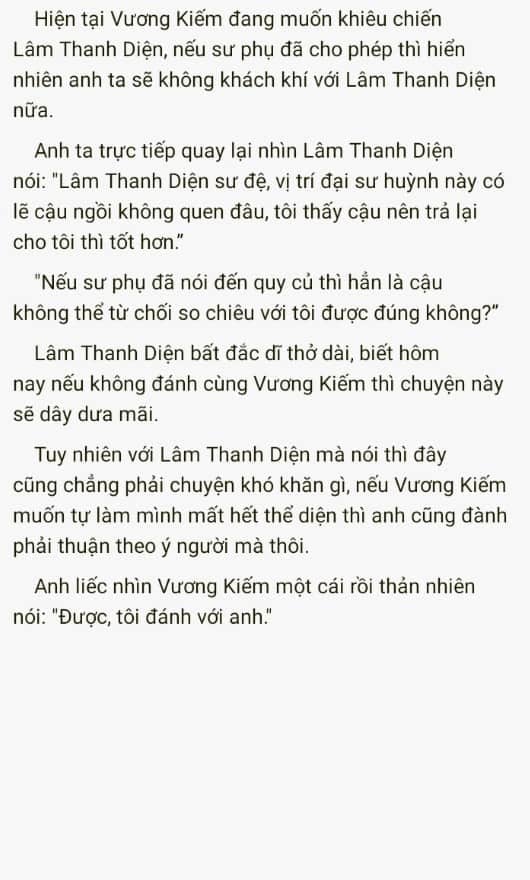 Hiện tại Vương Kiếm đang muốn khiêu chiến
Lâm Thanh Diện, nếu sư phụ đã cho phép thì hiển
nhiên anh ta sẽ không khách khí với Lâm Thanh Diện
nữa.
Anh ta trực tiếp quay lại nhìn Lâm Thanh Diện
nói: "Lâm Thanh Diện sư đệ, vị trí đại sư huynh này có
lẽ cậu ngồi không quen đâu, tôi thấy cậu nên trả lại
cho tôi thì tốt hơn.”
"Nếu sư phụ đã nói đến quy củ thì hẳn là cậu
không thể từ chối so chiêu với tôi được đúng không?”
Lâm Thanh Diện bất đắc dĩ thở dài, biết hôm
nay nếu không đánh cùng Vương Kiếm thì chuyện này
sẽ dây dưa mãi.
Tuy nhiên với Lâm Thanh Diện mà nói thì đây
cũng chẳng phải chuyện khó khăn gì, nếu Vương Kiếm
muốn tự làm mình mất hết thể diện thì anh cũng đành
phải thuận theo ý người mà thôi.
Anh liếc nhìn Vương Kiếm một cái rồi thản nhiên
nói: "Được, tôi đánh với anh."